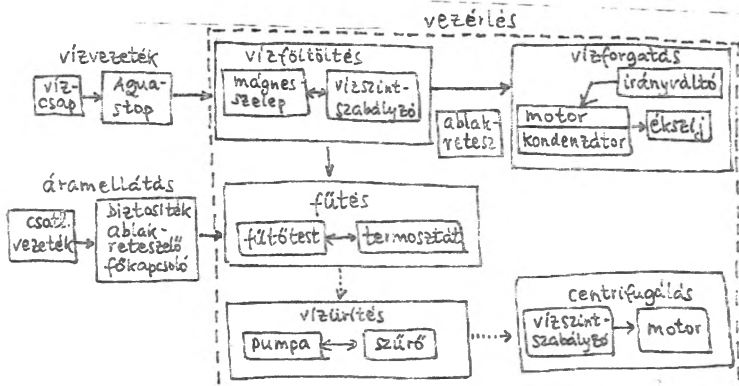 vezérlés
vízvezeték
víz-
csap
Aqua-
stop
vízföltöltés
mágnes-
szelep
vízszint-
szabályzó
ablak-
retesz
vízforgatás
irányváltó
motor
kondenzátor
ékszíj
áramellátás
csatl.
vezeték
biztosíték
ablak-
reteszelő
főkapcsoló
fűtés
fűtőtest
termosztát
vízürítés
pumpa
szűrő
centrifugálás
vízszint-
szabályzó
motor